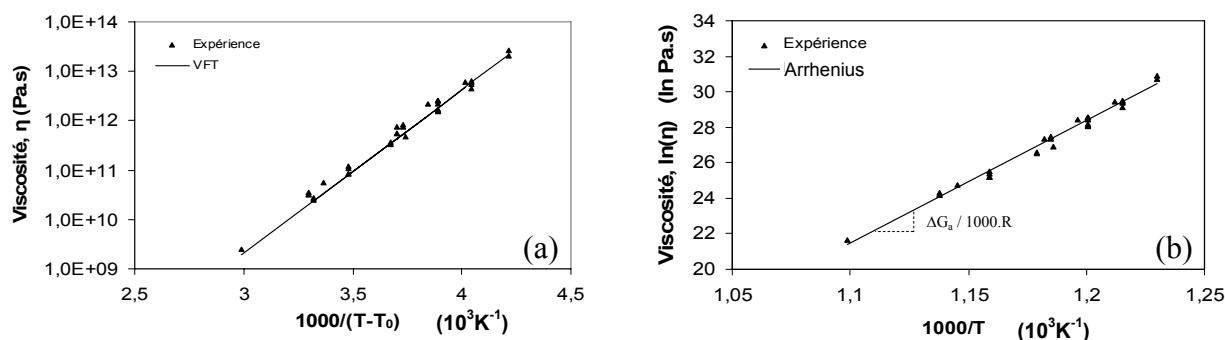 1,0E+14
1,0E+13
1,0E+12
1,0E+11
1,0E+10
1,0E+09
Viscosité, η (Pa.s)
Expérience
VFT
(a)
2,5 3 3,5 4 4,5
1000/(T-T₀) (10³K⁻¹)
34
32
30
28
26
24
22
20
Viscosité, ln(η) (ln Pa.s)
Expérience
Arrhenius
ΔGₐ / 1000.R
(b)
1,05 1,1 1,15 1,2 1,25
1000/T (10³K⁻¹)